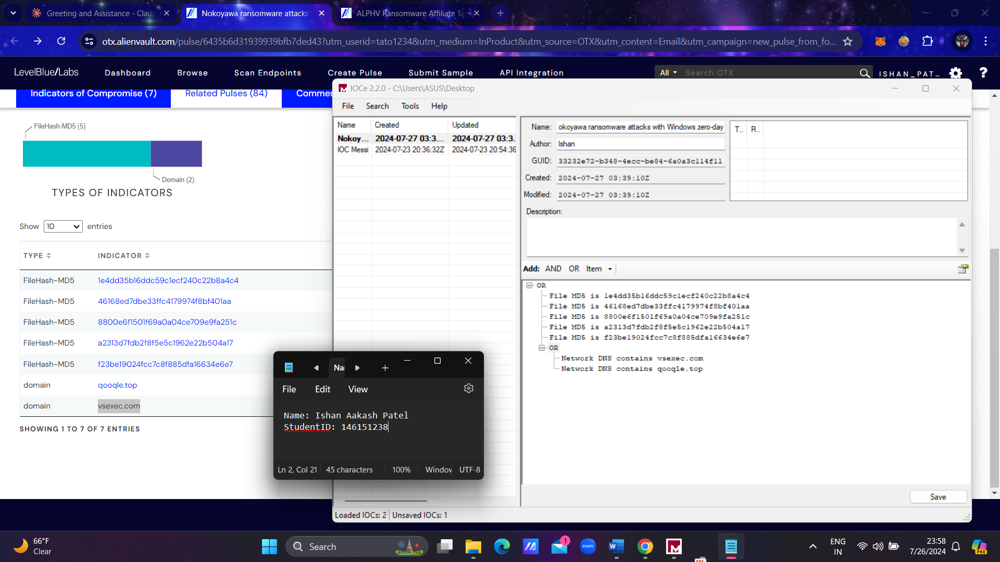 Greeting and Assistance - Claud
Nokoyawa ransomware attacks
ALPHV Ransomware Affiliate Ta
otx.alienvault.com/pulse/6435b6d31939939bfb7ded43?utm_userid=tato1234&utm_medium=InProduct&utm_source=OTX&utm_content=Email&utm_campaign=new_pulse_from_fo...
LevelBlue/Labs
Dashboard
Browse
Scan Endpoints
Create Pulse
Submit Sample
API Integration
All
Search OTX
ISHAN_PAT...
Indicators of Compromise (7)
Related Pulses (84)
Commen
FileHash-MD5 (5)
Domain (2)
TYPES OF INDICATORS
Show 10 entries
TYPE INDICATOR
FileHash-MD5 1e4dd35b16ddc59c1ecf240c22b8a4c4
FileHash-MD5 46168ed7dbe33ffc4179974f8bf401aa
FileHash-MD5 8800e6f1501f69a0a04ce709e9fa251c
FileHash-MD5 a2313d7fdb2f8f5e5c1962e22b504a17
FileHash-MD5 f23be19024fcc7c8f885dfa16634e6e7
domain qooqle.top
domain vsexec.com
SHOWING 1 TO 7 OF 7 ENTRIES
IOCe 2.2.0 - C:\Users\ASUS\Desktop
File Search Tools Help
Name Created Updated
Nokoy... 2024-07-27 03:3... 2024-07-27 03:3.
IOC Messi 2024-07-23 20:36:32Z 2024-07-23 20:54:36
Name: okoyawa ransomware attacks with Windows zero-day
Author: Ishan
GUID: 33232e72-b348-4ecc-be84-6a0a3c114f11
Created: 2024-07-27 03:39:10Z
Modified: 2024-07-27 03:39:10Z
T.. R..
Description:
Add: AND OR Item
OR
File MD5 is 1e4dd35b16ddc59c1ecf240c22b8a4c4
File MD5 is 46168ed7dbe33ffc4179974f8bf401aa
File MD5 is 8800e6f1501f69a0a04ce709e9fa251c
File MD5 is a2313d7fdb2f8f5e5c1962e22b504a17
File MD5 is f23be19024fcc7c8f885dfa16634e6e7
OR
Network DNS contains vsexec.com
Network DNS contains qooqle.top
Save
Loaded IOCs: 2 Unsaved IOCs: 1
Na
File Edit View
Name: Ishan Aakash Patel
StudentID: 146151238
Ln 2, Col 21 45 characters 100% Window UTF-8
66°F
Clear
Search
1
zoom
ENG
IN
23:58
7/26/2024
PRE